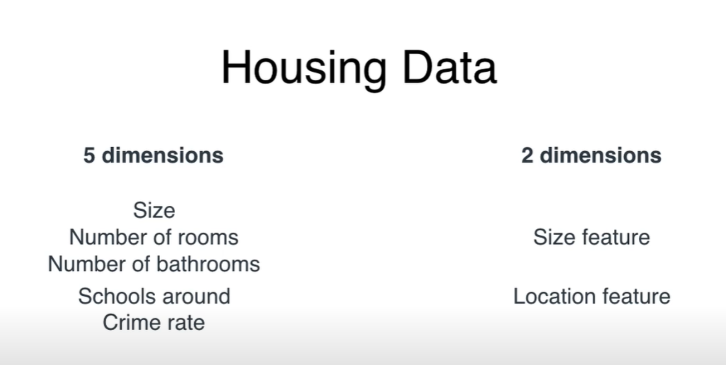 Housing Data
5 dimensions
2 dimensions
Size
Number of rooms
Size feature
Number of bathrooms
Schools around
Location feature
Crime rate